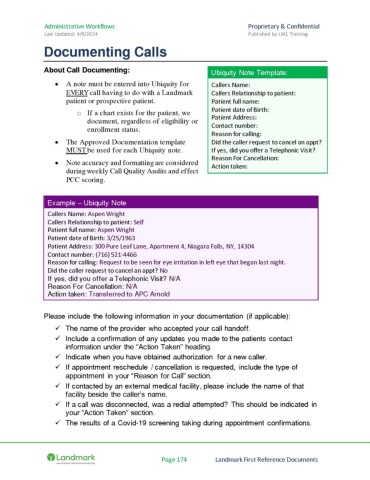 Administrative Workflows
Proprietary & Confidential
Last Updated: 4/8/2024
Published by LM1 Training
Documenting Calls
About Call Documenting:
• A note must be entered into Ubiquity for
EVERY call having to do with a Landmark
patient or prospective patient.
o If a chart exists for the patient, we
document, regardless of eligibility or
enrollment status.
• The Approved Documentation template
MUST be used for each Ubiquity note.
• Note accuracy and formatting are considered
during weekly Call Quality Audits and effect
PCC scoring.
Ubiquity Note Template:
Callers Name:
Callers Relationship to patient:
Patient full name:
Patient date of Birth:
Patient Address:
Contact number:
Reason for calling:
Did the caller request to cancel an appt?
If yes, did you offer a Telephonic Visit?
Reason For Cancellation:
Action taken:
Example – Ubiquity Note
Callers Name: Aspen Wright
Callers Relationship to patient: Self
Patient full name: Aspen Wright
Patient date of Birth: 3/25/1963
Patient Address: 300 Pure Leaf Lane, Apartment 4, Niagara Falls, NY, 14304
Contact number: (716) 521-4466
Reason for calling: Request to be seen for eye irritation in left eye that began last night.
Did the caller request to cancel an appt? No
If yes, did you offer a Telephonic Visit? N/A
Reason For Cancellation: N/A
Action taken: Transferred to APC Arnold
Please include the following information in your documentation (if applicable):
✓ The name of the provider who accepted your call handoff.
✓ Include a confirmation of any updates you made to the patients contact
information under the “Action Taken” heading.
✓ Indicate when you have obtained authorization for a new caller.
✓ If appointment reschedule / cancellation is requested, include the type of
appointment in your “Reason for Call” section.
✓ If contacted by an external medical facility, please include the name of that
facility beside the caller’s name.
✓ If a call was disconnected, was a redial attempted? This should be indicated in
your “Action Taken” section.
✓ The results of a Covid-19 screening taking during appointment confirmations.
Landmark
Page 174
Landmark First Reference Documents